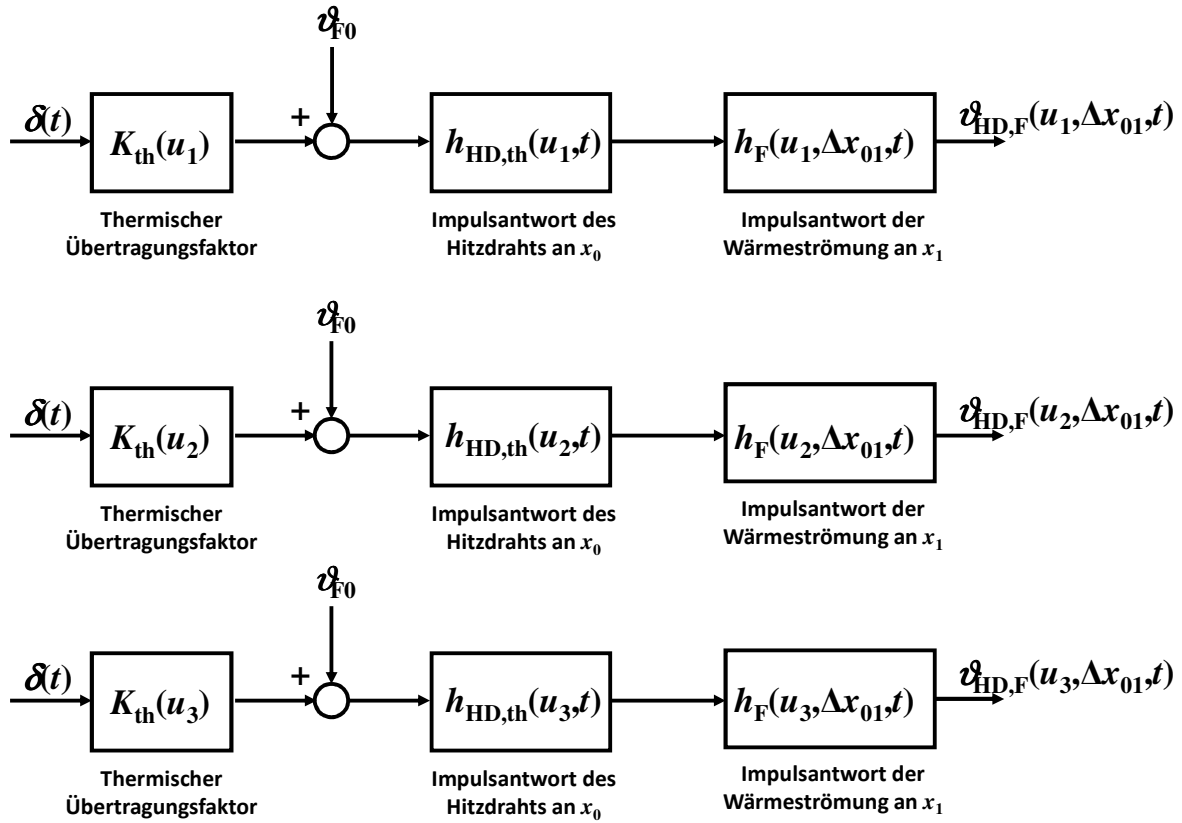 ϑF0
δ(t)
Kth(u1)
+
hHD,th(u1,t)
hF(u1,Δx01,t)
ϑHD,F(u1,Δx01,t)
Thermischer
Übertragungsfaktor
Impulsantwort des
Hitzdrahts an x0
Impulsantwort der
Wärmeströmung an x1
ϑF0
δ(t)
Kth(u2)
+
hHD,th(u2,t)
hF(u2,Δx01,t)
ϑHD,F(u2,Δx01,t)
Thermischer
Übertragungsfaktor
Impulsantwort des
Hitzdrahts an x0
Impulsantwort der
Wärmeströmung an x1
ϑF0
δ(t)
Kth(u3)
+
hHD,th(u3,t)
hF(u3,Δx01,t)
ϑHD,F(u3,Δx01,t)
Thermischer
Übertragungsfaktor
Impulsantwort des
Hitzdrahts an x0
Impulsantwort der
Wärmeströmung an x1